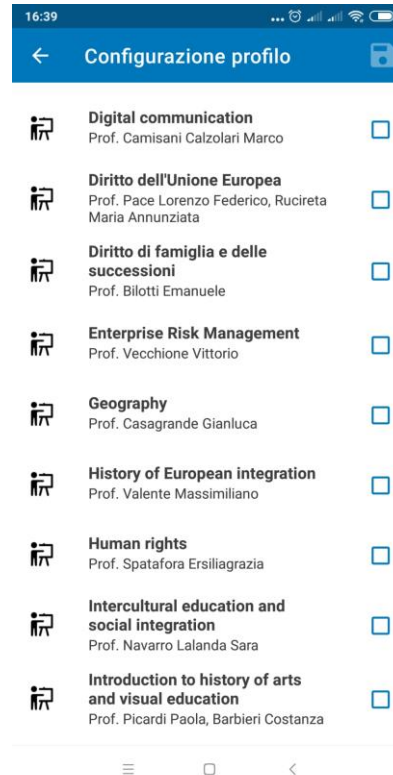 16:39
Configurazione profilo
Digital communication
Prof. Camisani Calzolari Marco
Diritto dell'Unione Europea
Prof. Pace Lorenzo Federico, Rucireta
Maria Annunziata
Diritto di famiglia e delle
successioni
Prof. Bilotti Emanuele
Enterprise Risk Management
Prof. Vecchione Vittorio
Geography
Prof. Casagrande Gianluca
History of European integration
Prof. Valente Massimiliano
Human rights
Prof. Spatafora Ersiliagrazia
Intercultural education and
social integration
Prof. Navarro Lalanda Sara
Introduction to history of arts
and visual education
Prof. Picardi Paola, Barbieri Costanza